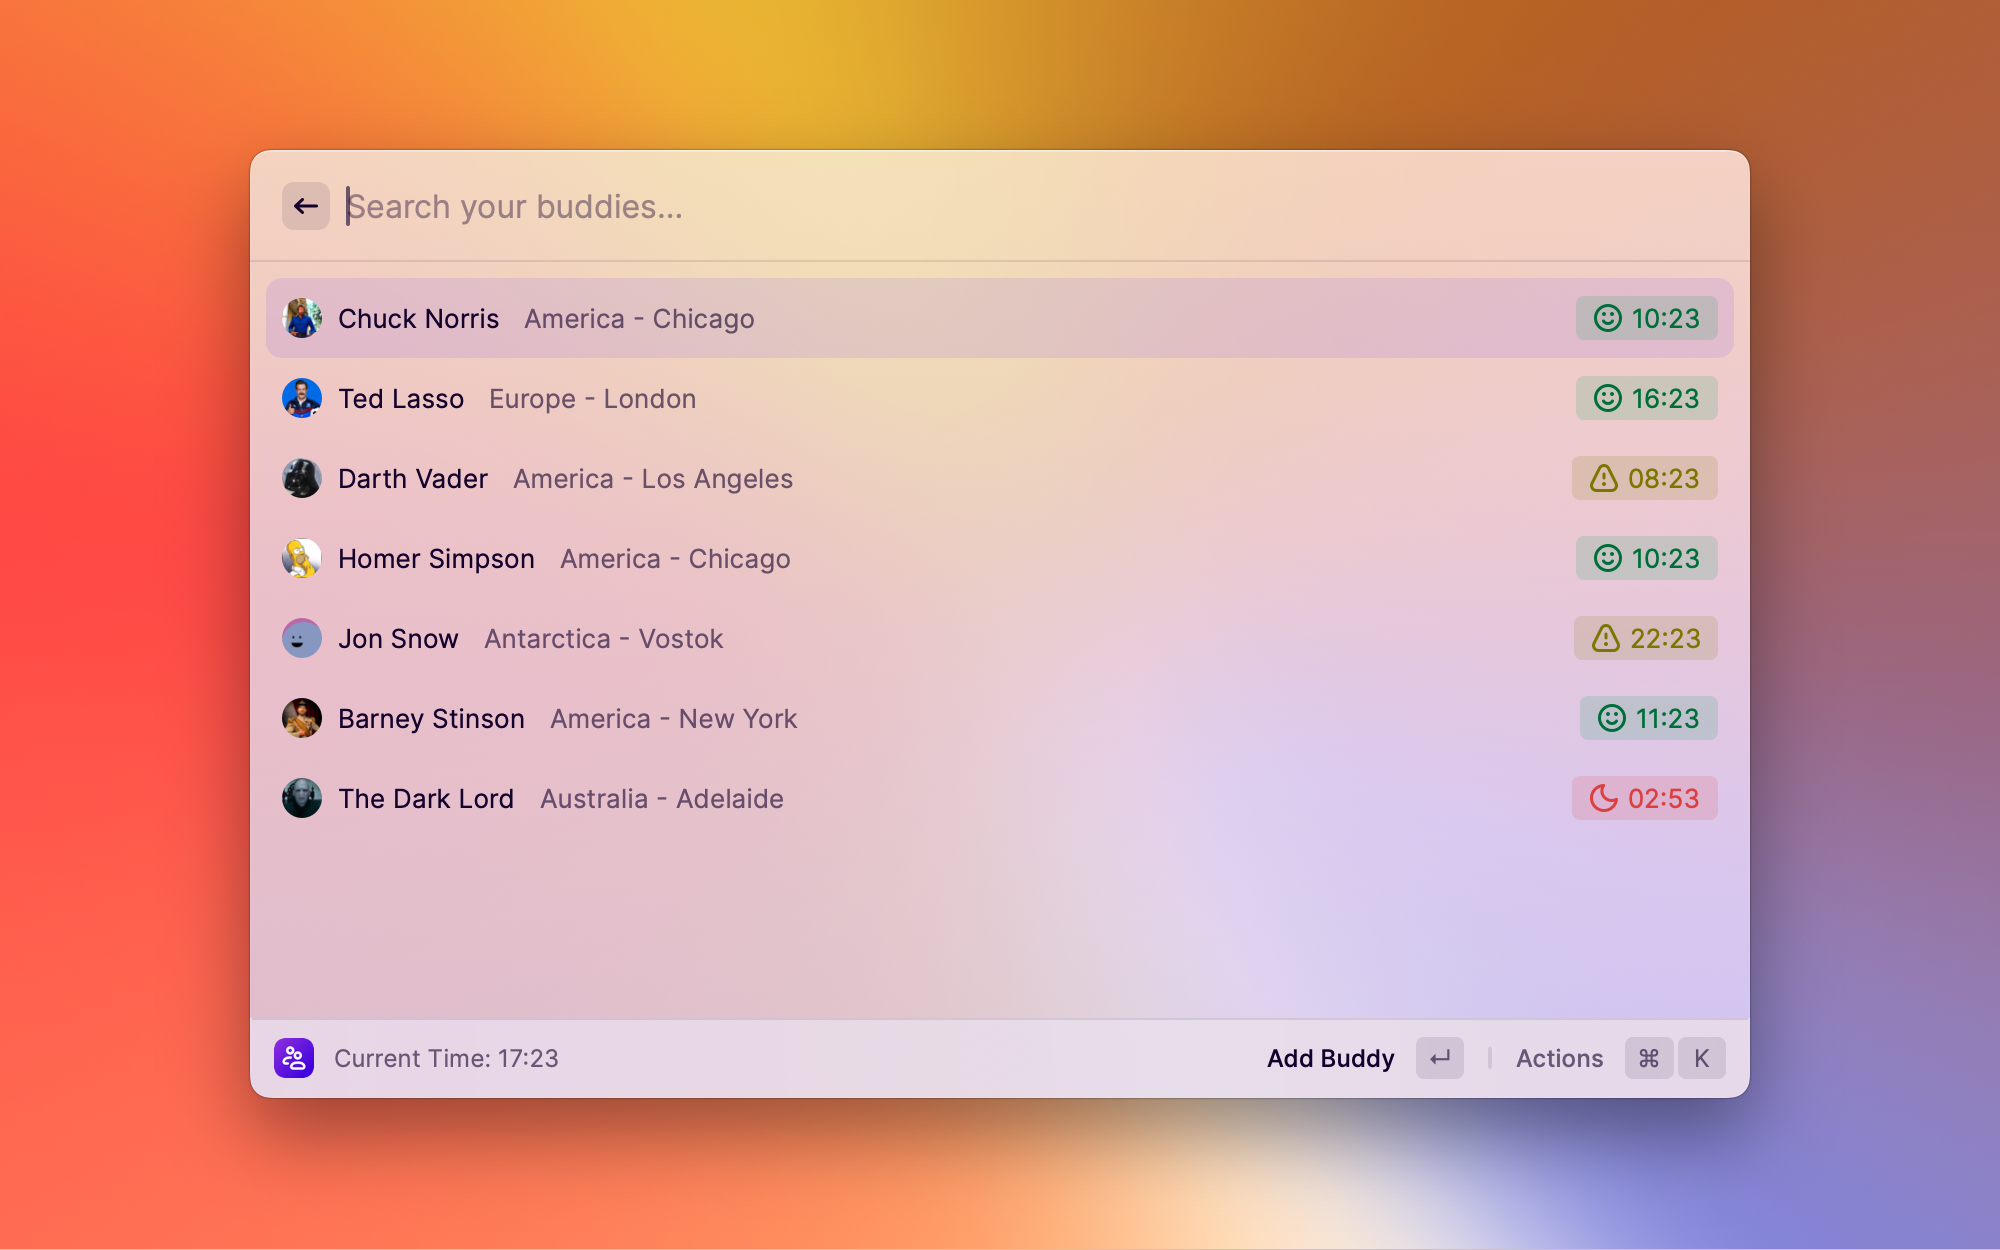 Search your buddies...
Chuck Norris America - Chicago 10:23
Ted Lasso Europe - London 16:23
Darth Vader America - Los Angeles 08:23
Homer Simpson America - Chicago 10:23
Jon Snow Antarctica - Vostok 22:23
Barney Stinson America - New York 11:23
The Dark Lord Australia - Adelaide 02:53
Current Time: 17:23 Add Buddy ↵ Actions ⌘ K